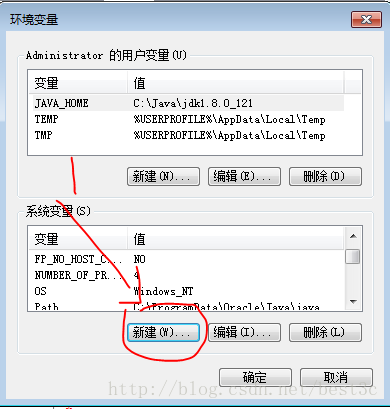 环境变量
Administrator 的用户变量(U)
变量 值
JAVA_HOME C:\Java\jdk1.8.0_121
TEMP %USERPROFILE%\AppData\Local\Temp
TMP %USERPROFILE%\AppData\Local\Temp
新建(N)... 编辑(E)... 删除(D)
系统变量(S)
变量 值
FP_NO_HOST_C... NO
NUMBER_OF_PR... 4
OS Windows_NT
Path C:\ProgramData\Oracle\Java\java
新建(W)... 编辑(I)... 删除(L)
确定 取消
http://blog.csdn.net/best3c